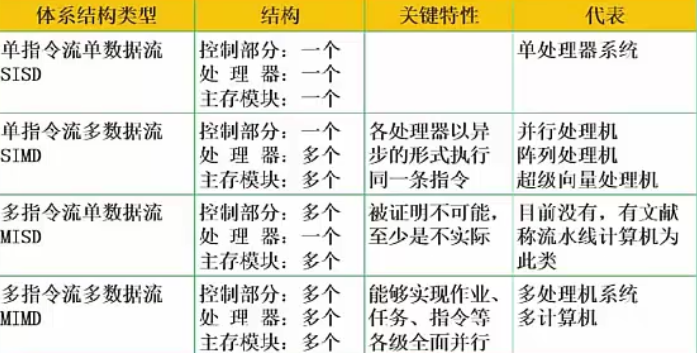 体系结构类型 结构 关键特性 代表
单指令流单数据流
SISD
控制部分：一个
处 理 器：一个
主存模块：一个
单处理器系统
单指令流多数据流
SIMD
控制部分：一个
处 理 器：多个
主存模块：多个
各处理器以异
步的形式执行
同一条指令
并行处理机
阵列处理机
超级向量处理机
多指令流单数据流
MISD
控制部分：多个
处 理 器：一个
主存模块：多个
被证明不可能，
至少是不实际
目前没有，有文献
称流水线计算机为
此类
多指令流多数据流
MIMD
控制部分：多个
处 理 器：多个
主存模块：多个
能够实现作业、
任务、指令等
各级全面并行
多处理机系统
多计算机